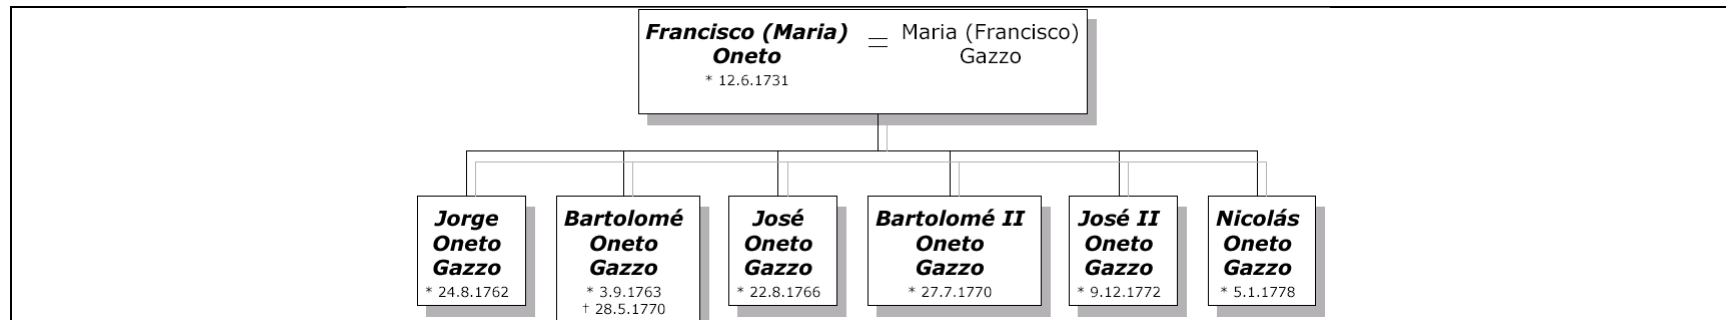 Francisco (Maria)
Oneto
* 12.6.1731
=
Maria (Francisco)
Gazzo
Jorge
Oneto
Gazzo
* 24.8.1762
Bartolomé
Oneto
Gazzo
* 3.9.1763
† 28.5.1770
José
Oneto
Gazzo
* 22.8.1766
Bartolomé II
Oneto
Gazzo
* 27.7.1770
José II
Oneto
Gazzo
* 9.12.1772
Nicolás
Oneto
Gazzo
* 5.1.1778